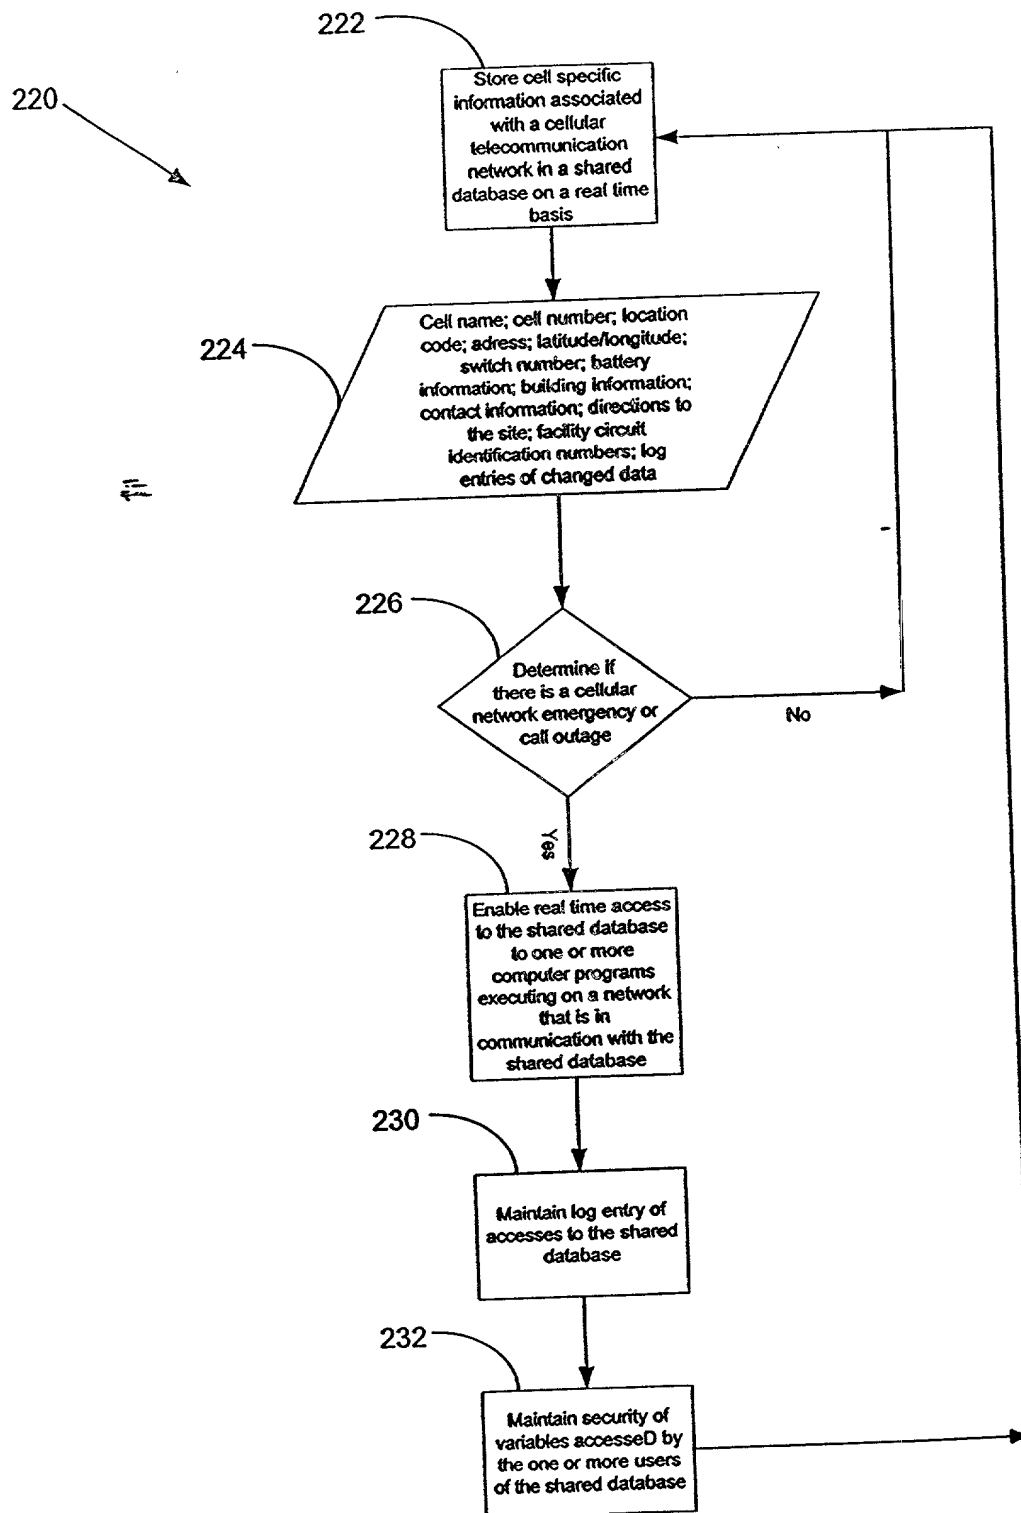 222
220
Store cell specific
information associated
with a cellular
telecommunication
network in a shared
database on a real time
basis
224
Cell name; cell number; location
code; adress; latitude/longitude;
switch number; battery
information; building information;
contact information; directions to
the site; facility circuit
identification numbers; log
entries of changed data
226
Determine if
there is a cellular
network emergency or
call outage
No
Yes
228
Enable real time access
to the shared database
to one or more
computer programs
executing on a network
that is in
communication with the
shared database
230
Maintain log entry of
accesses to the shared
database
232
Maintain security of
variables accesseD by
the one or more users
of the shared database